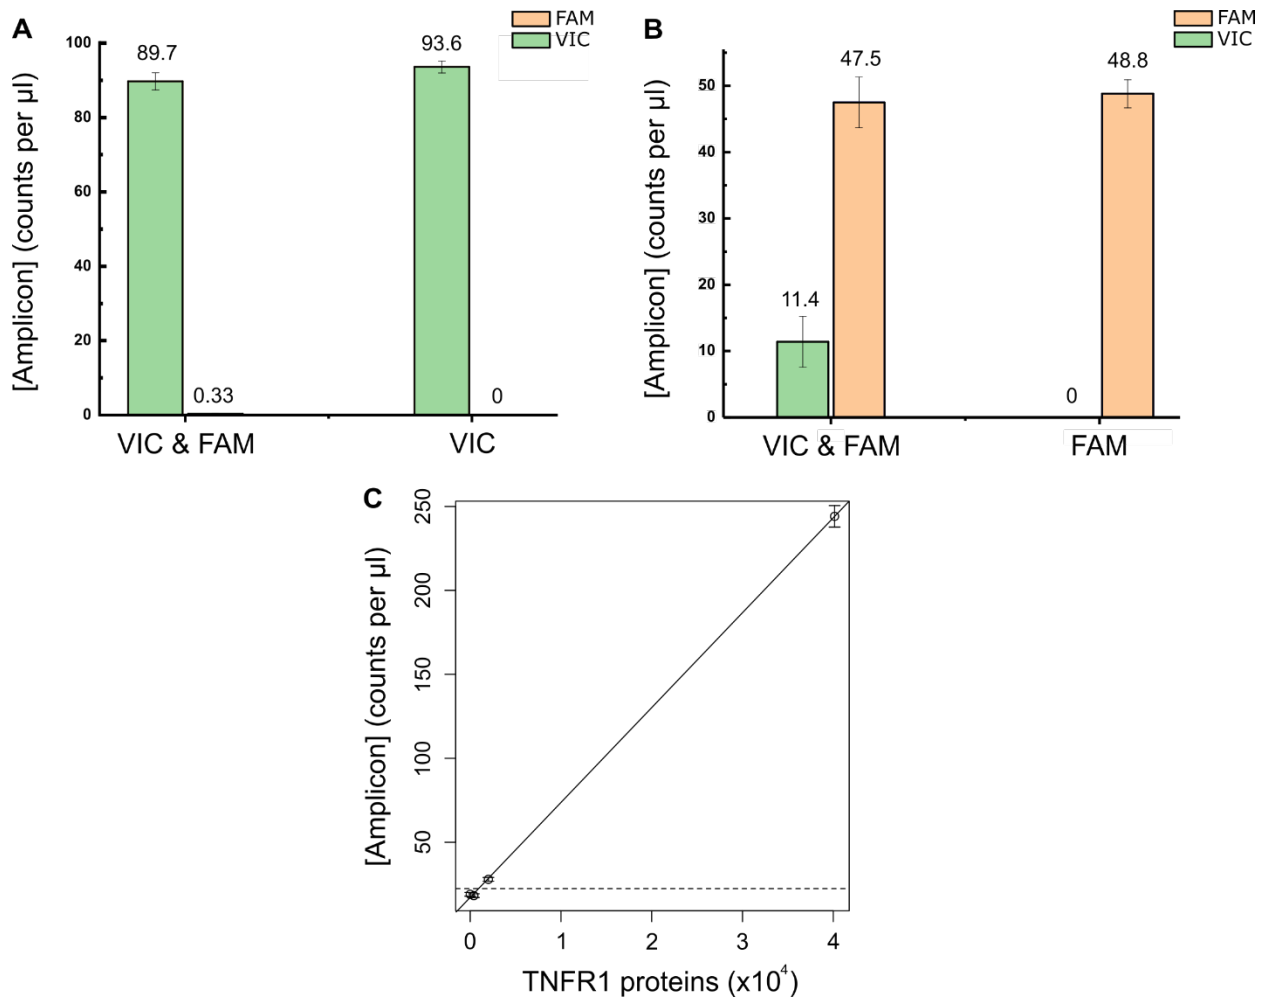 A
FAM
VIC
[Amplicon] (counts per µl)
100
80
60
40
20
0
89.7
0.33
93.6
0
VIC & FAM
VIC
B
FAM
VIC
[Amplicon] (counts per µl)
50
40
30
20
10
0
11.4
47.5
0
48.8
VIC & FAM
FAM
C
[Amplicon] (counts per µl)
250
200
150
100
50
0
1
2
3
4
TNFR1 proteins (x10⁴)